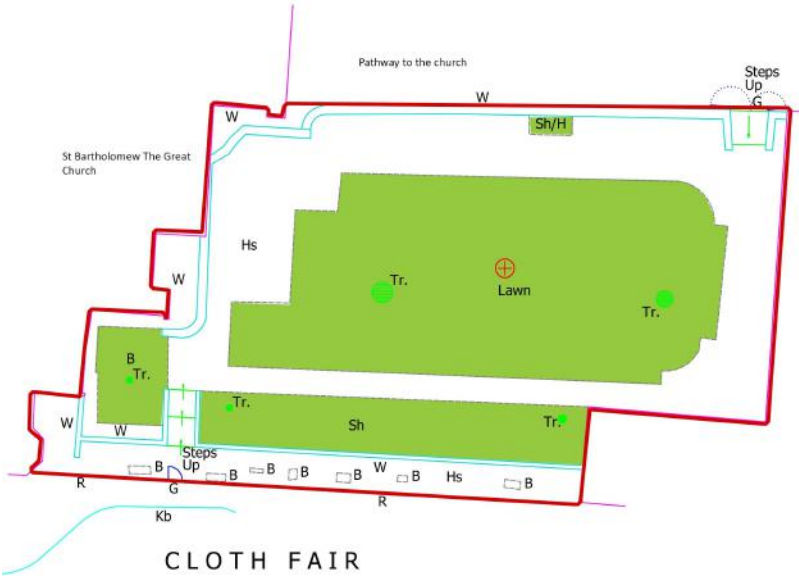 Pathway to the church
Steps
Up
G
W
W
Sh/H
St Bartholomew The Great
Church
Hs
W
Tr.
Lawn
Tr.
B
Tr.
Tr.
Tr.
W
W
Sh
Steps
Up
W
B
B
B
B
B
B
Hs
B
R
G
R
Kb
CLOTH FAIR